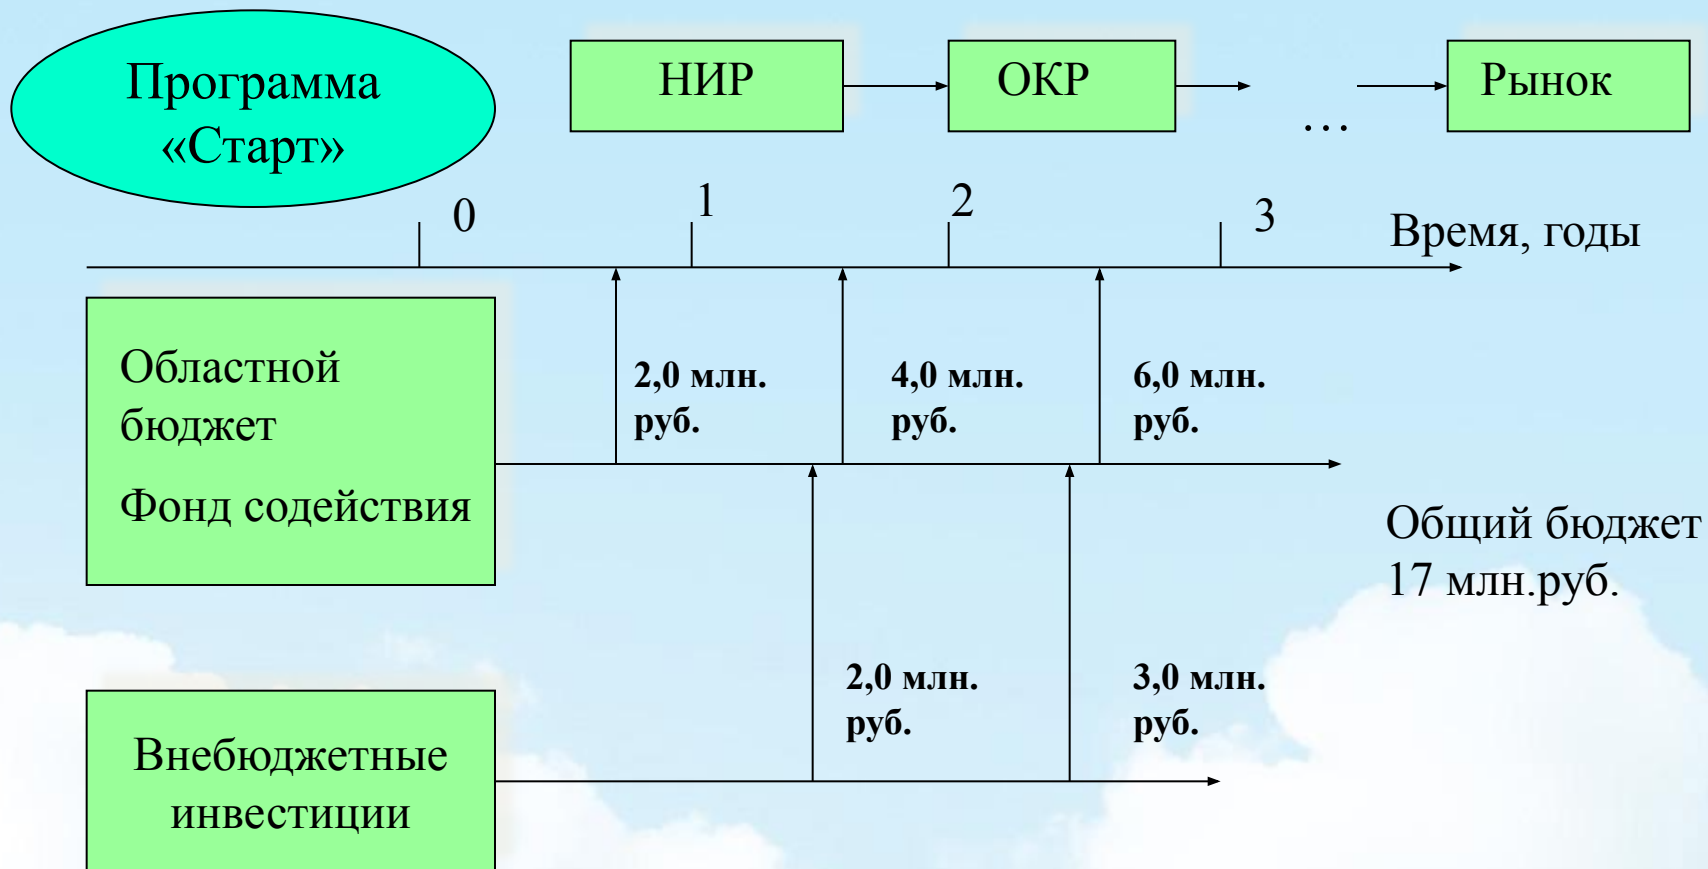 Программа
«Старт»
НИР
ОКР
…
Рынок
0
1
2
3
Время, годы
Областной
бюджет
Фонд содействия
2,0 млн.
руб.
4,0 млн.
руб.
6,0 млн.
руб.
Общий бюджет
17 млн.руб.
2,0 млн.
руб.
3,0 млн.
руб.
Внебюджетные
инвестиции